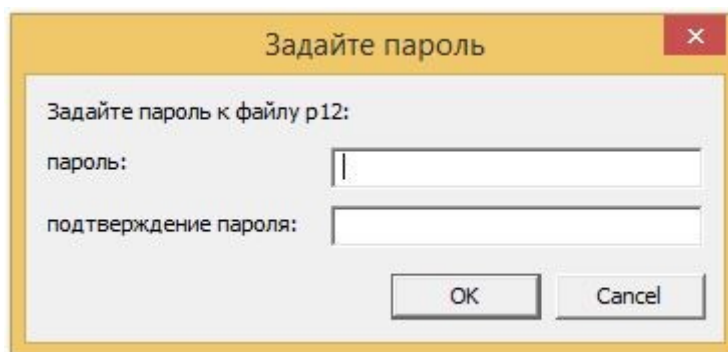 Задайте пароль
Задайте пароль к файлу p12:
пароль:
подтверждение пароля:
OK Cancel